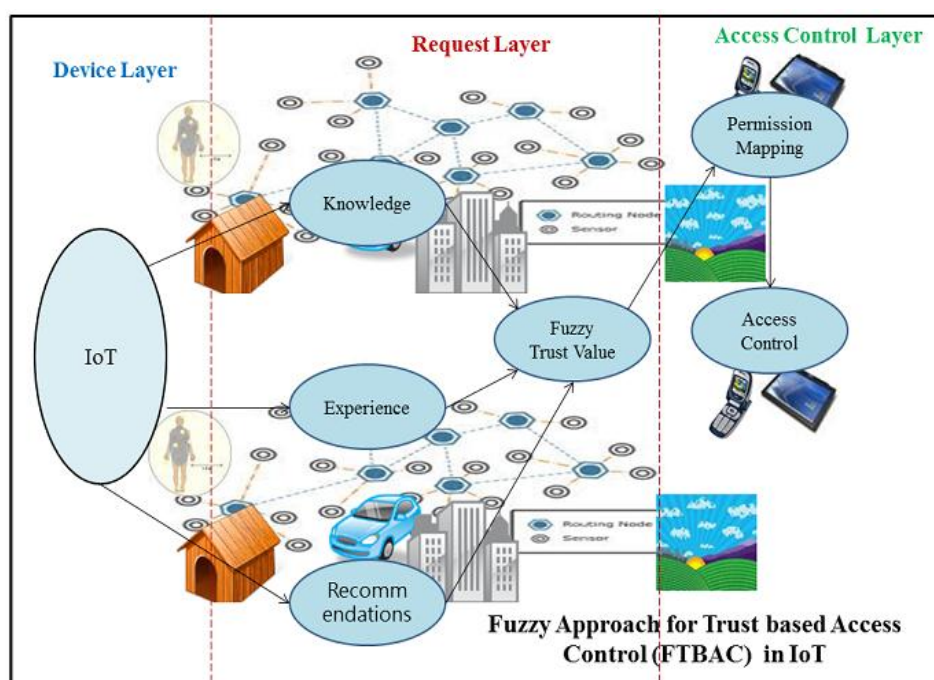 Request Layer
Access Control Layer
Device Layer
Permission
Mapping
Knowledge
Routing Node
Sensor
IoT
Fuzzy
Trust Value
Access
Control
Experience
Routing Node
Sensor
Recomm
endations
Fuzzy Approach for Trust based Access
Control (FTBAC) in IoT